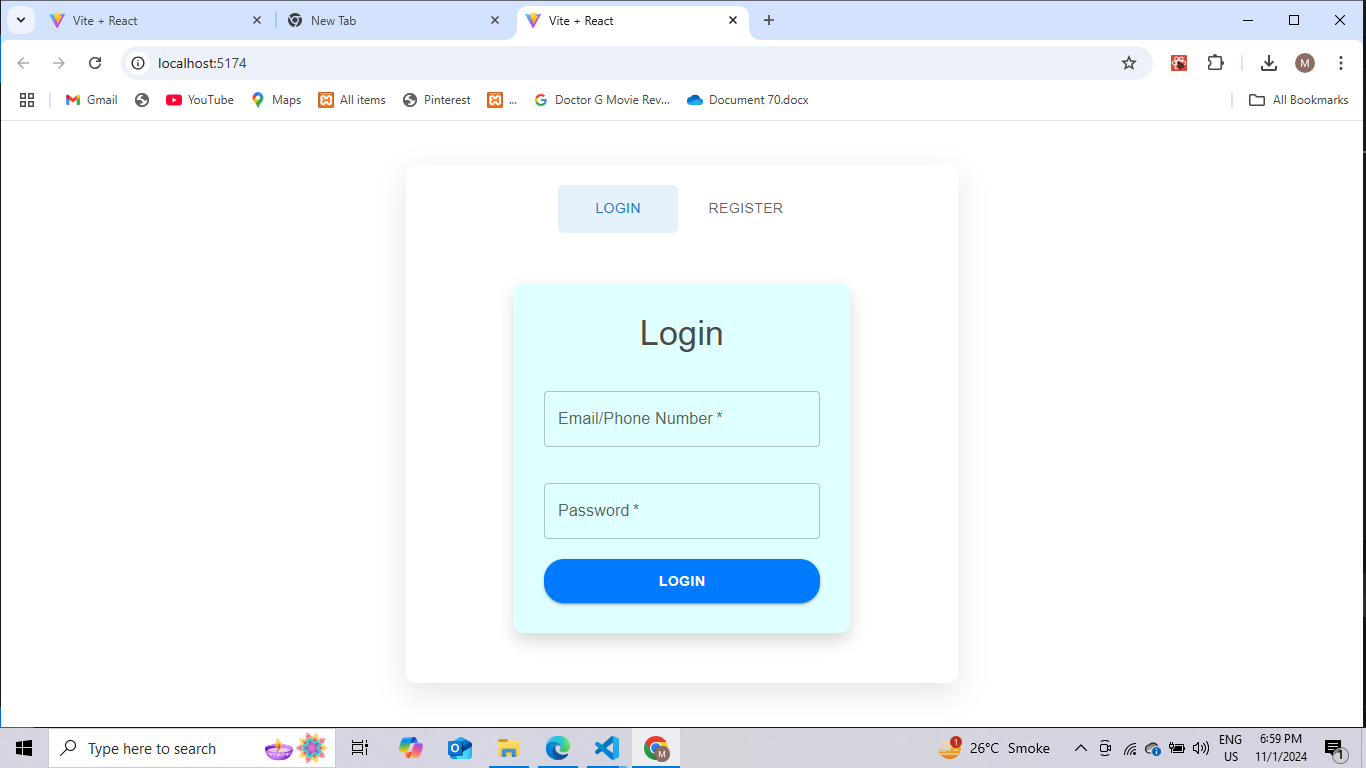 Vite + React
New Tab
Vite + React
localhost:5174
M
Gmail
YouTube
Maps
All items
Pinterest
...
Doctor G Movie Rev...
Document 70.docx
All Bookmarks
LOGIN
REGISTER
Login
Email/Phone Number *
Password *
LOGIN
Type here to search
M
1
26°C Smoke
ENG
US
6:59 PM
11/1/2024
1